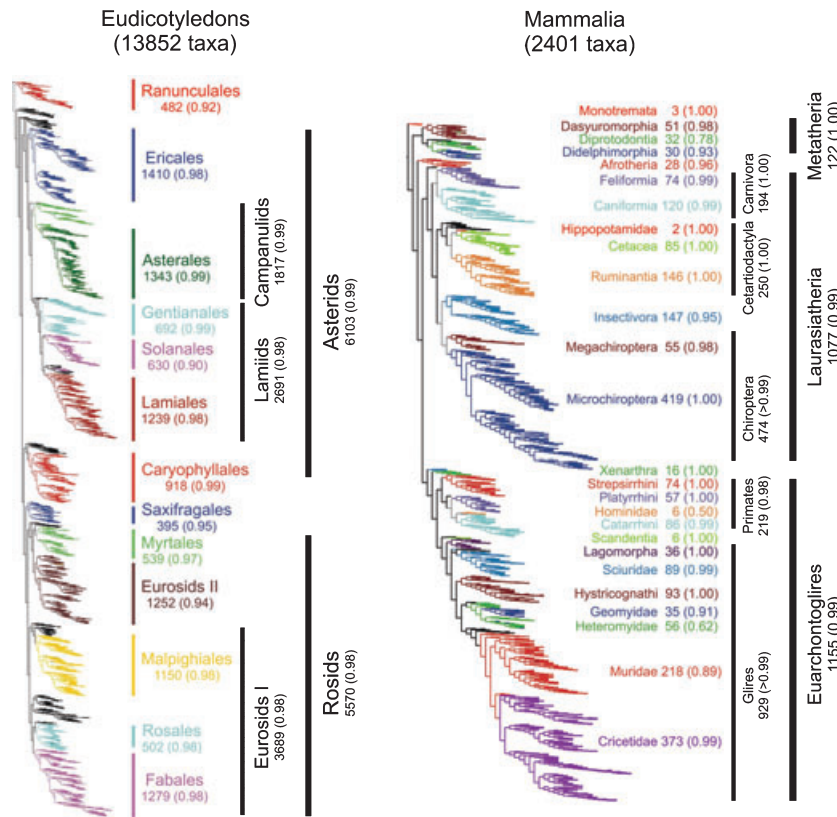 Eudicotyledons
(13852 taxa)
Ranunculales
482 (0.92)
Ericales
1410 (0.98)
Asterales
1343 (0.99)
Gentianales
692 (0.99)
Solanales
630 (0.90)
Lamiales
1239 (0.98)
Caryophyllales
918 (0.99)
Saxifragales
395 (0.95)
Myrtales
539 (0.97)
Eurosids II
1252 (0.94)
Malpighiales
1150 (0.98)
Rosales
502 (0.98)
Fabales
1279 (0.98)
Campanulids
1817 (0.99)
Lamiids
2691 (0.98)
Eurosids I
3689 (0.98)
Asterids
6103 (0.99)
Rosids
5570 (0.98)
Mammalia
(2401 taxa)
Monotremata 3 (1.00)
Dasyuromorphia 51 (0.98)
Diprotodontia 32 (0.78)
Didelphimorphia 30 (0.93)
Afrotheria 28 (0.96)
Feliformia 74 (0.99)
Caniformia 120 (0.99)
Hippopotamidae 2 (1.00)
Cetacea 85 (1.00)
Ruminantia 146 (1.00)
Insectivora 147 (0.95)
Megachiroptera 55 (0.98)
Microchiroptera 419 (1.00)
Xenarthra 16 (1.00)
Strepsirrhini 74 (1.00)
Platyrrhini 57 (1.00)
Hominidae 6 (0.50)
Catarrhini 86 (0.99)
Scandentia 6 (1.00)
Lagomorpha 36 (1.00)
Sciuridae 89 (0.99)
Hystricognathi 93 (1.00)
Geomyidae 35 (0.91)
Heteromyidae 56 (0.62)
Muridae 218 (0.89)
Cricetidae 373 (0.99)
Carnivora
194 (1.00)
Cetartiodactyla
250 (1.00)
Chiroptera
474 (>0.99)
Primates
219 (0.98)
Glires
929 (>0.99)
Metatheria
122 (1.00)
Laurasiatheria
1077 (0.99)
Euarchontoglires
1155 (0.99)